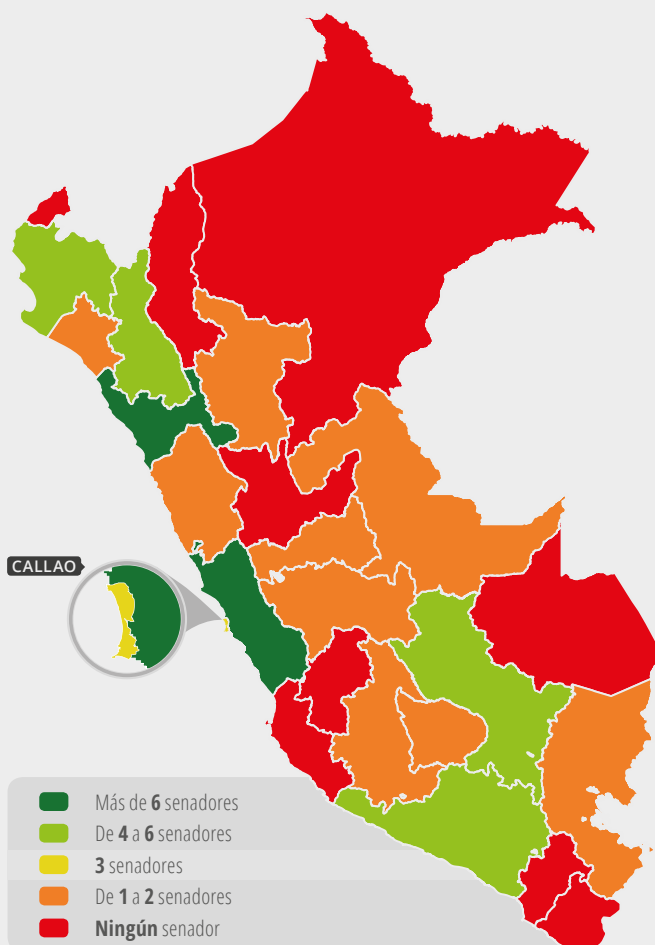 CALLAO
Más de 6 senadores
De 4 a 6 senadores
3 senadores
De 1 a 2 senadores
Ningún senador